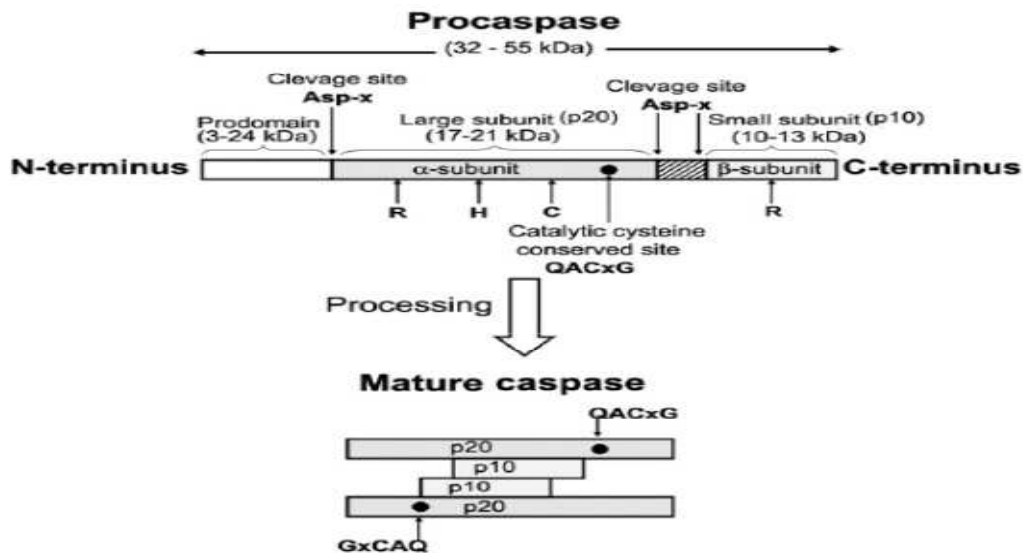 Procaspase
(32 - 55 kDa)
Clevage site
Asp-x
Clevage site
Asp-x
Prodomain
(3-24 kDa)
Large subunit (p20)
(17-21 kDa)
Small subunit (p10)
(10-13 kDa)
N-terminus
α-subunit
β-subunit
C-terminus
R
H
C
R
Catalytic cysteine
conserved site
QACxG
Processing
Mature caspase
QACxG
p20
p10
p10
p20
GxCAQ